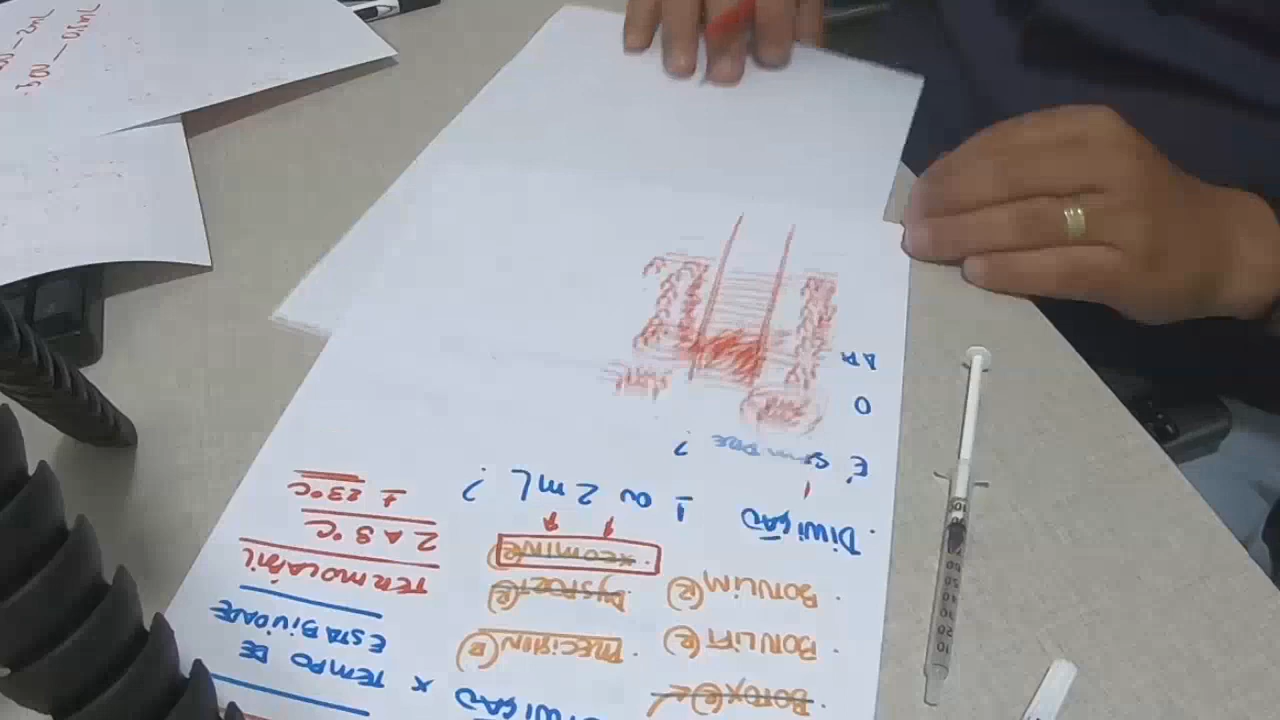 DILUIÇÃO x TEMPO DE
ESTABILIDADE
· BOTOX®
· BOTULIFT® · PRECISION®
· BOTULIM® · DYSPORT®
· XEOMIN®
TERMOLÁBIL
2 A 8°C
± 23°C
· DILUIÇÃO 1 ou 2 mL ?
É SEMPRE ?
O